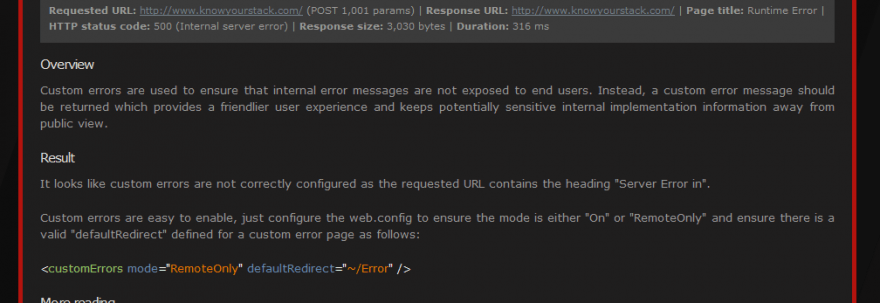 Requested URL: http://www.knowyourstack.com/ (POST 1,001 params) | Response URL: http://www.knowyourstack.com/ | Page title: Runtime Error |
HTTP status code: 500 (Internal server error) | Response size: 3,030 bytes | Duration: 316 ms
Overview
Custom errors are used to ensure that internal error messages are not exposed to end users. Instead, a custom error message should
be returned which provides a friendlier user experience and keeps potentially sensitive internal implementation information away from
public view.
Result
It looks like custom errors are not correctly configured as the requested URL contains the heading "Server Error in".
Custom errors are easy to enable, just configure the web.config to ensure the mode is either "On" or "RemoteOnly" and ensure there is a
valid "defaultRedirect" defined for a custom error page as follows:
<customErrors mode="RemoteOnly" defaultRedirect="~/Error" />
More reading